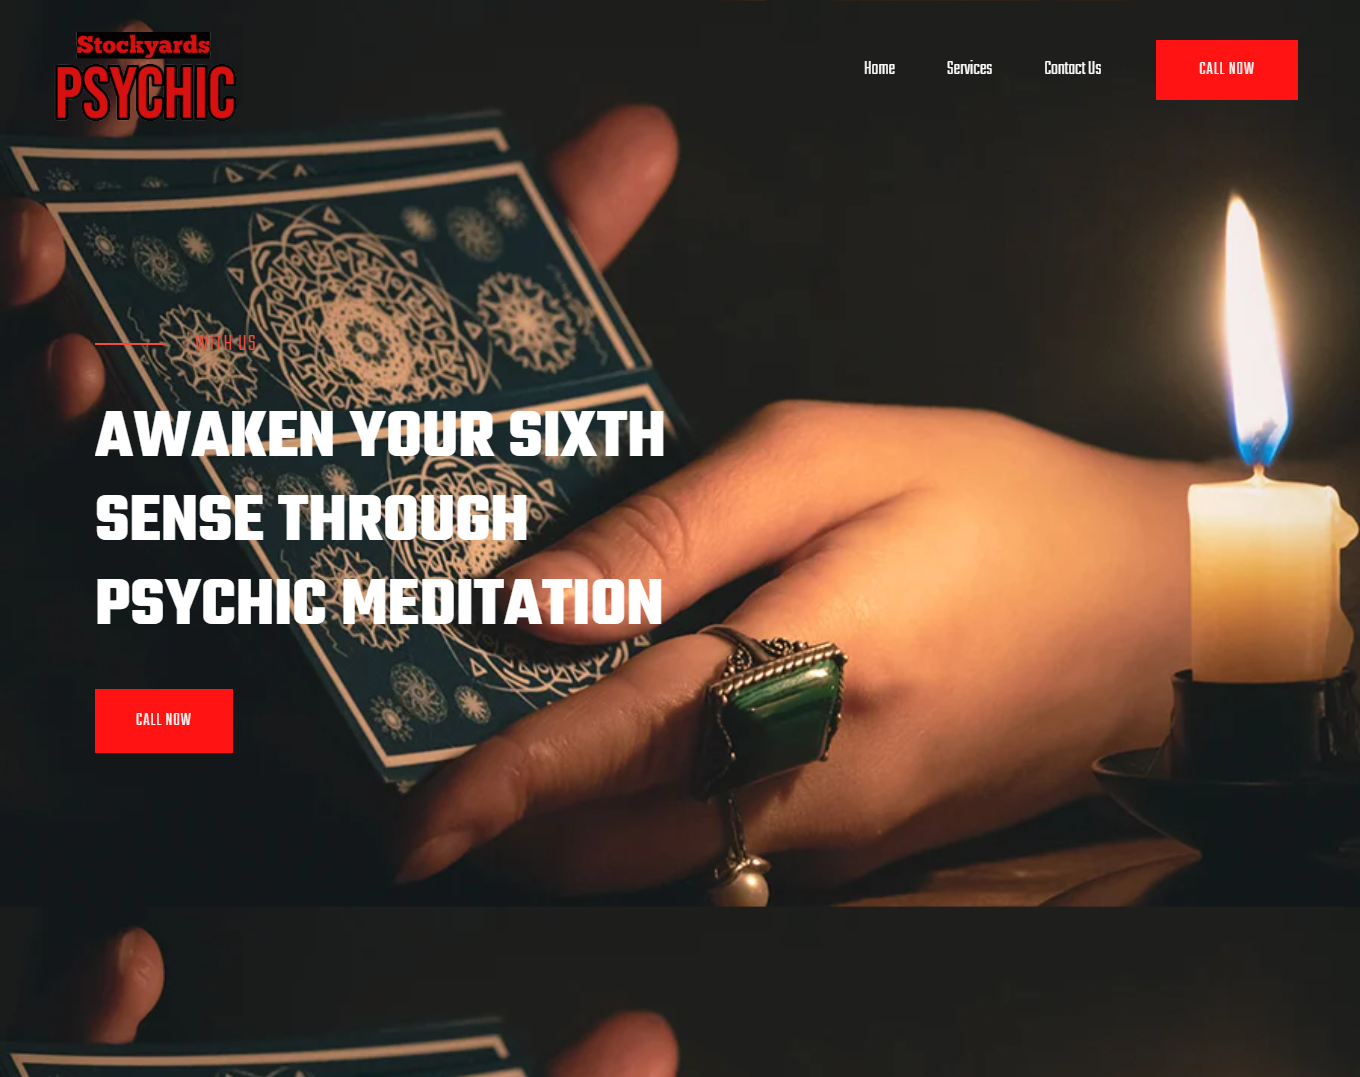 Stockyards
PSYCHIC
Home
Services
Contact Us
CALL NOW
WITH US
AWAKEN YOUR SIXTH
SENSE THROUGH
PSYCHIC MEDITATION
CALL NOW